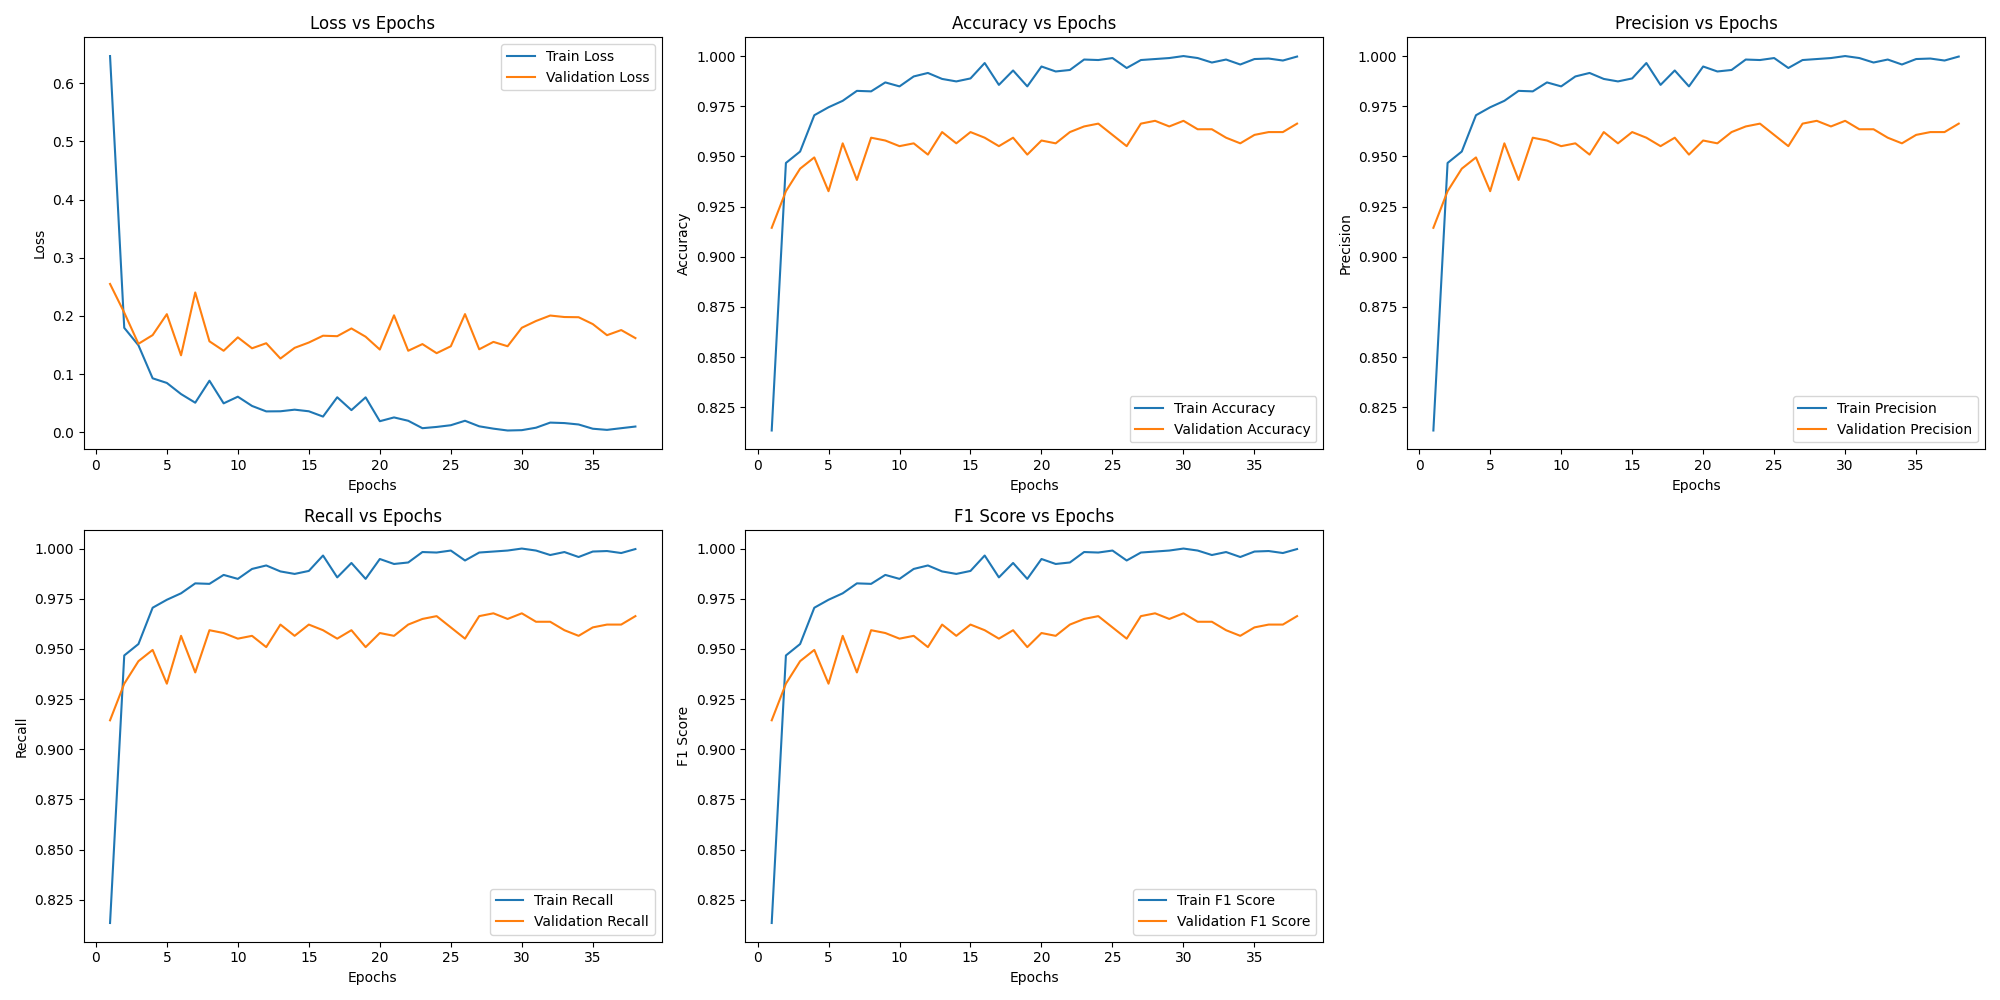 Loss vs Epochs
Train Loss
Validation Loss
0.6
0.5
0.4
0.3
0.2
0.1
0.0
Loss
0 5 10 15 20 25 30 35
Epochs
Accuracy vs Epochs
1.000
0.975
0.950
0.925
0.900
0.875
0.850
0.825
Accuracy
Train Accuracy
Validation Accuracy
0 5 10 15 20 25 30 35
Epochs
Precision vs Epochs
1.000
0.975
0.950
0.925
0.900
0.875
0.850
0.825
Precision
Train Precision
Validation Precision
0 5 10 15 20 25 30 35
Epochs
Recall vs Epochs
1.000
0.975
0.950
0.925
0.900
0.875
0.850
0.825
Recall
Train Recall
Validation Recall
0 5 10 15 20 25 30 35
Epochs
F1 Score vs Epochs
1.000
0.975
0.950
0.925
0.900
0.875
0.850
0.825
F1 Score
Train F1 Score
Validation F1 Score
0 5 10 15 20 25 30 35
Epochs